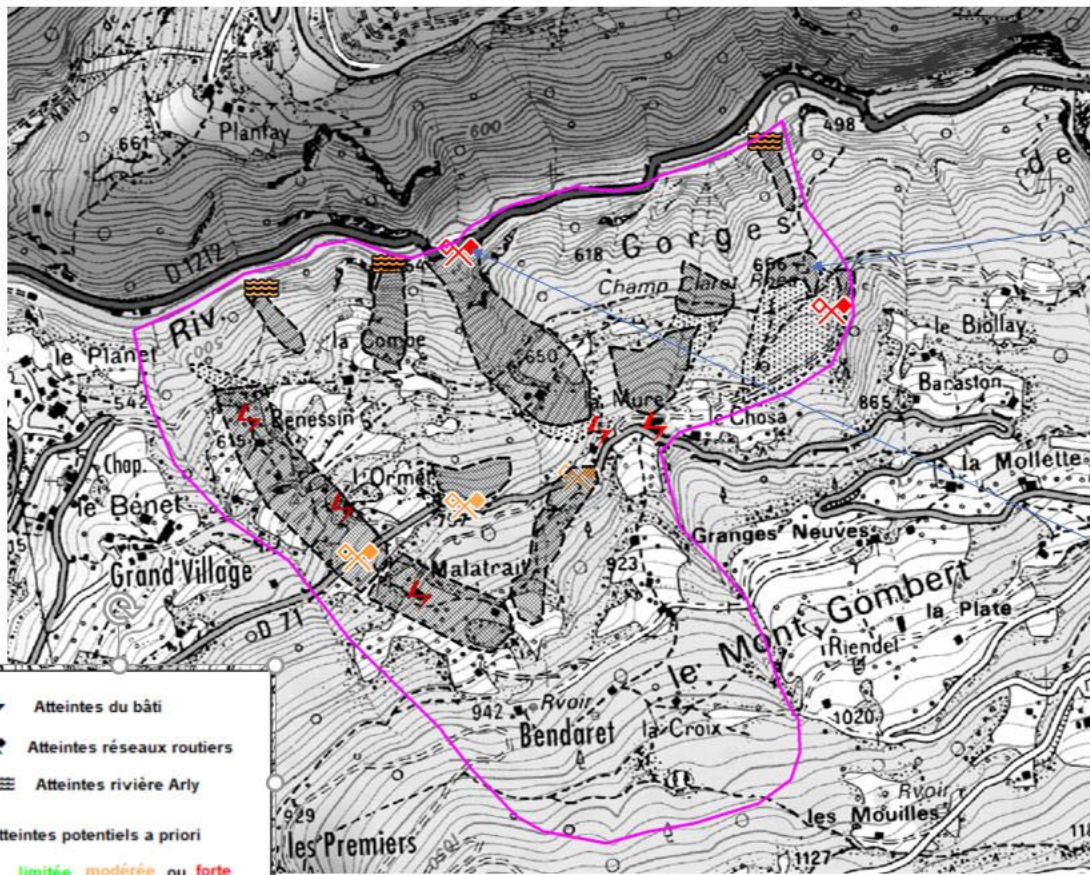 Planfay
661
600
498
de
D 1212
618
Gorges
656
Champ Claret
Riv
la Combe
650
le Biollay
le Planet
la Mure
Baraston
542
Benessin
le Chosa
865
615
Chap.
l'Ormet
la Mollette
le Benet
Granges Neuves
Grand Village
Malatrait
923
le Mont Gombert
la Plate
D 71
Riendel
Rvoir
942
1020
Bendaret
la Croix
Rvoir
929
les Mouilles
les Premiers
1127
Atteintes du bâti
Atteintes réseaux routiers
Atteintes rivière Arly
tteintes potentiels a priori
limitée modérée ou forte